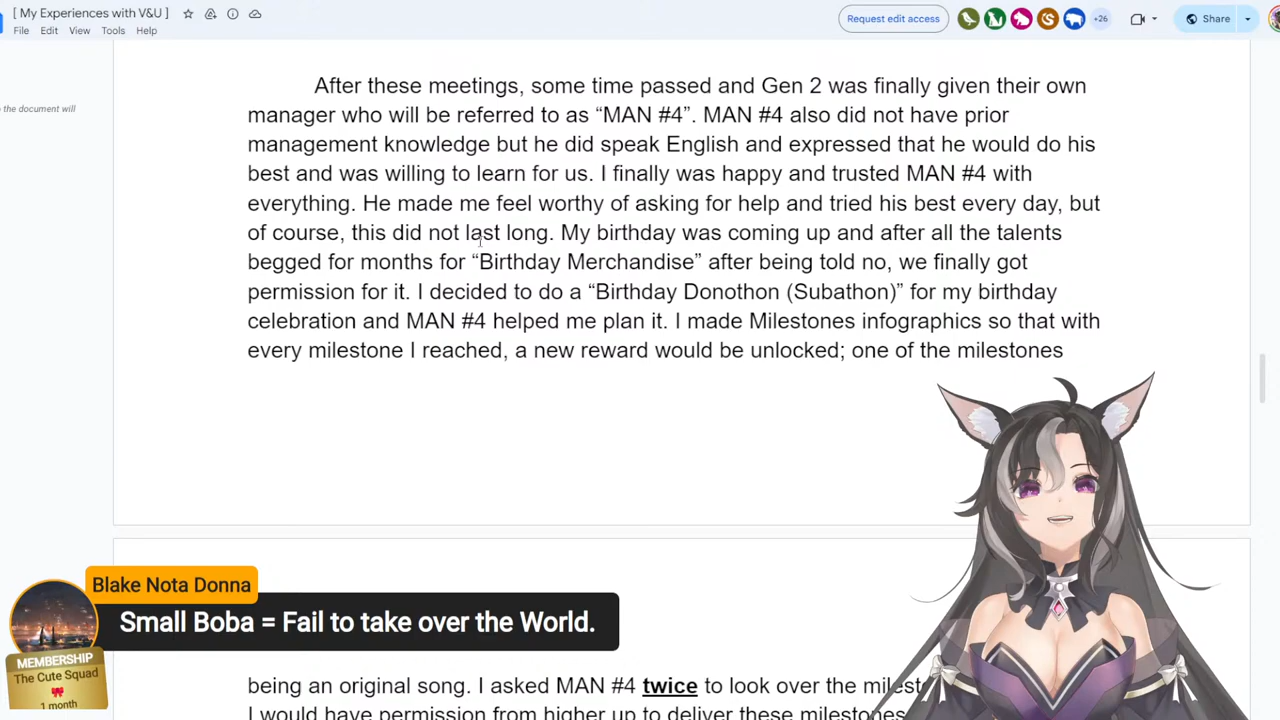 [ My Experiences with V&U ]
File Edit View Tools Help
Request edit access
+26
Share
o the document will
After these meetings, some time passed and Gen 2 was finally given their own
manager who will be referred to as “MAN #4”. MAN #4 also did not have prior
management knowledge but he did speak English and expressed that he would do his
best and was willing to learn for us. I finally was happy and trusted MAN #4 with
everything. He made me feel worthy of asking for help and tried his best every day, but
of course, this did not last long. My birthday was coming up and after all the talents
begged for months for “Birthday Merchandise” after being told no, we finally got
permission for it. I decided to do a “Birthday Donothon (Subathon)” for my birthday
celebration and MAN #4 helped me plan it. I made Milestones infographics so that with
every milestone I reached, a new reward would be unlocked; one of the milestones
Blake Nota Donna
Small Boba = Fail to take over the World.
MEMBERSHIP
The Cute Squad
1 month
being an original song. I asked MAN #4 twice to look over the milest
I would have permission from higher up to deliver these milestones